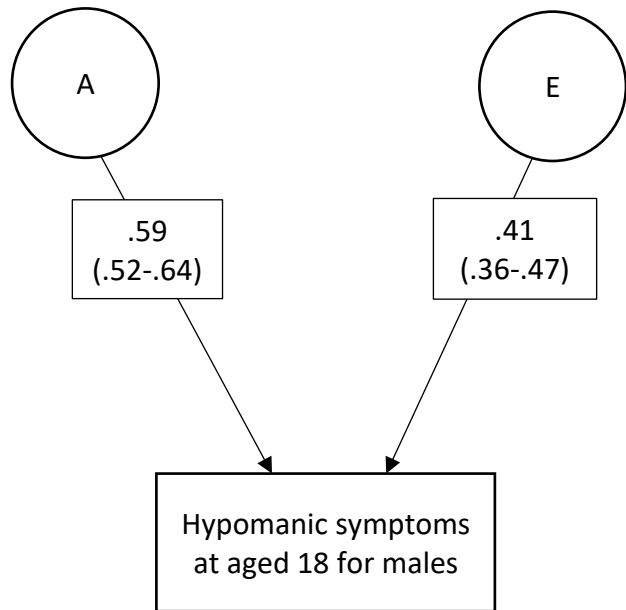 A
E
.59
(.52-.64)
.41
(.36-.47)
Hypomanic symptoms
at aged 18 for males